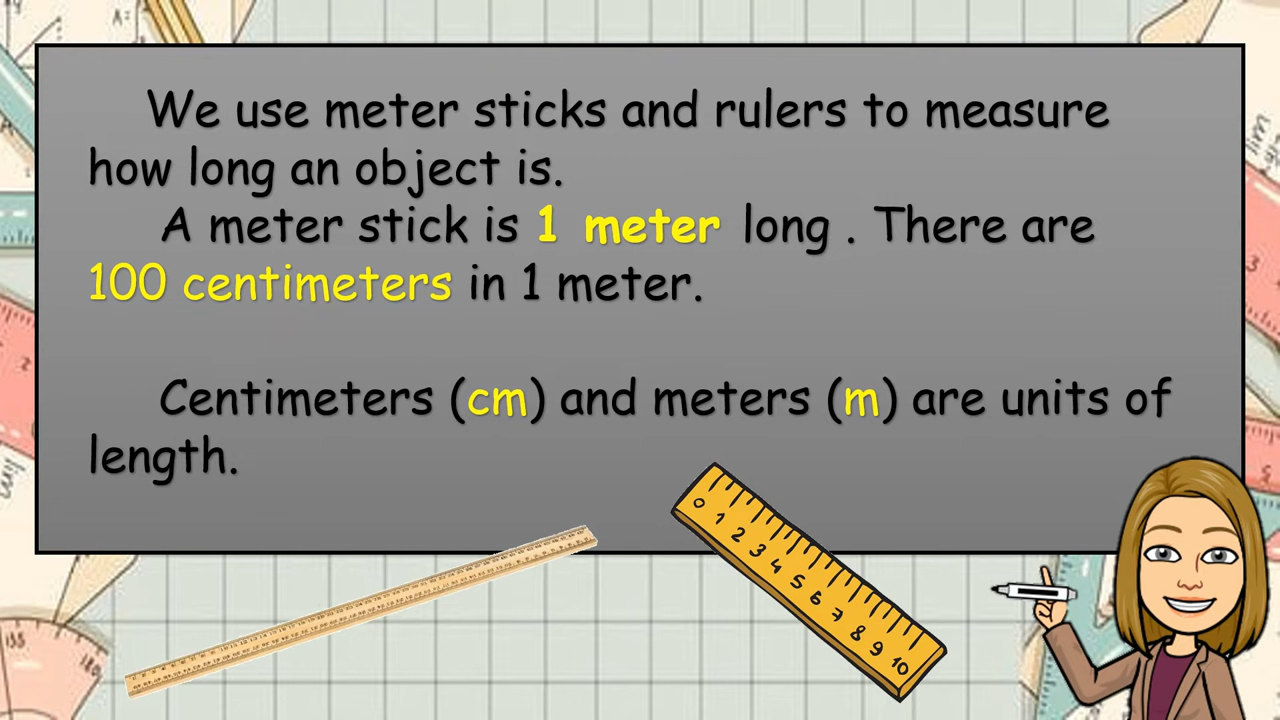 A=
We use meter sticks and rulers to measure
how long an object is.
A meter stick is 1 meter long . There are
100 centimeters in 1 meter.
Centimeters (cm) and meters (m) are units of
length.
0 1 2 3 4 5 6 7 8 9 10
180